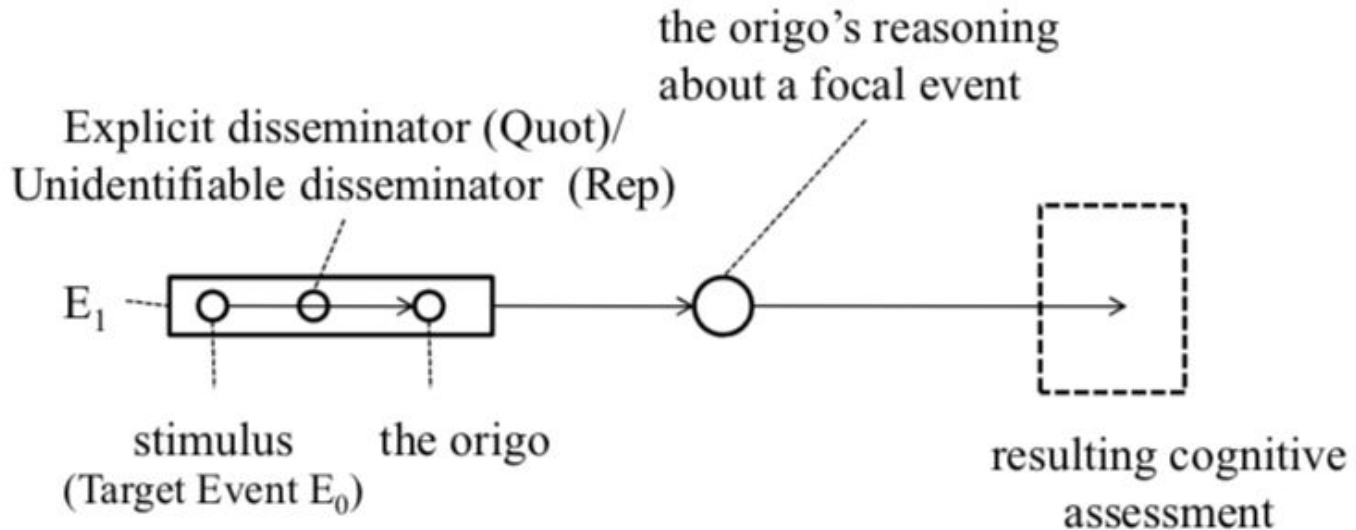 the origo’s reasoning
about a focal event
Explicit disseminator (Quot)/
Unidentifiable disseminator (Rep)
E₁
stimulus
(Target Event E₀)
the origo
resulting cognitive
assessment